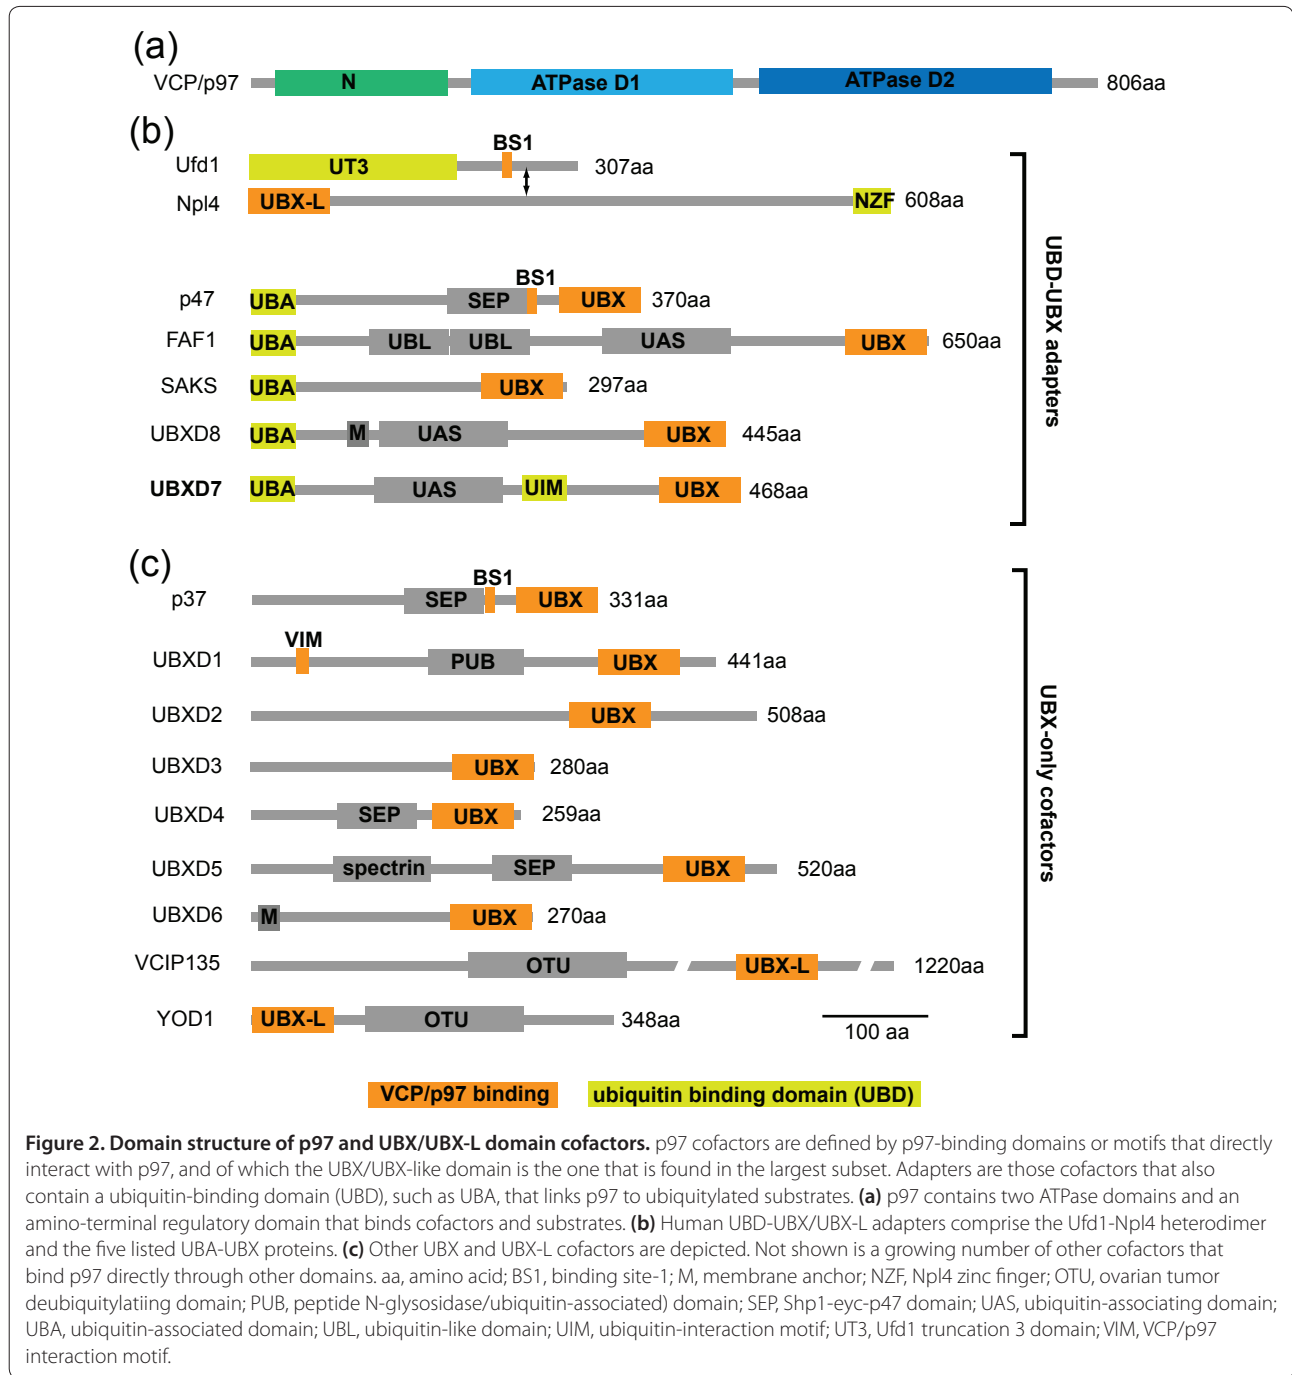 (a)
VCP/p97 N ATPase D1 ATPase D2 806aa
(b)
BS1
Ufd1 UT3 307aa
Npl4 UBX-L NZF 608aa
BS1
p47 UBA SEP UBX 370aa
FAF1 UBA UBL UBL UAS UBX 650aa
SAKS UBA UBX 297aa
UBXD8 UBA M UAS UBX 445aa
UBXD7 UBA UAS UIM UBX 468aa
UBD-UBX adapters
(c)
BS1
p37 SEP UBX 331aa
VIM
UBXD1 PUB UBX 441aa
UBXD2 UBX 508aa
UBXD3 UBX 280aa
UBXD4 SEP UBX 259aa
UBXD5 spectrin SEP UBX 520aa
UBXD6 M UBX 270aa
VCIP135 OTU UBX-L 1220aa
YOD1 UBX-L OTU 348aa
100 aa
UBX-only cofactors
VCP/p97 binding ubiquitin binding domain (UBD)
Figure 2. Domain structure of p97 and UBX/UBX-L domain cofactors. p97 cofactors are defined by p97-binding domains or motifs that directly
interact with p97, and of which the UBX/UBX-like domain is the one that is found in the largest subset. Adapters are those cofactors that also
contain a ubiquitin-binding domain (UBD), such as UBA, that links p97 to ubiquitylated substrates. (a) p97 contains two ATPase domains and an
amino-terminal regulatory domain that binds cofactors and substrates. (b) Human UBD-UBX/UBX-L adapters comprise the Ufd1-Npl4 heterodimer
and the five listed UBA-UBX proteins. (c) Other UBX and UBX-L cofactors are depicted. Not shown is a growing number of other cofactors that
bind p97 directly through other domains. aa, amino acid; BS1, binding site-1; M, membrane anchor; NZF, Npl4 zinc finger; OTU, ovarian tumor
deubiquitylatiing domain; PUB, peptide N-glysosidase/ubiquitin-associated) domain; SEP, Shp1-eyc-p47 domain; UAS, ubiquitin-associating domain;
UBA, ubiquitin-associated domain; UBL, ubiquitin-like domain; UIM, ubiquitin-interaction motif; UT3, Ufd1 truncation 3 domain; VIM, VCP/p97
interaction motif.